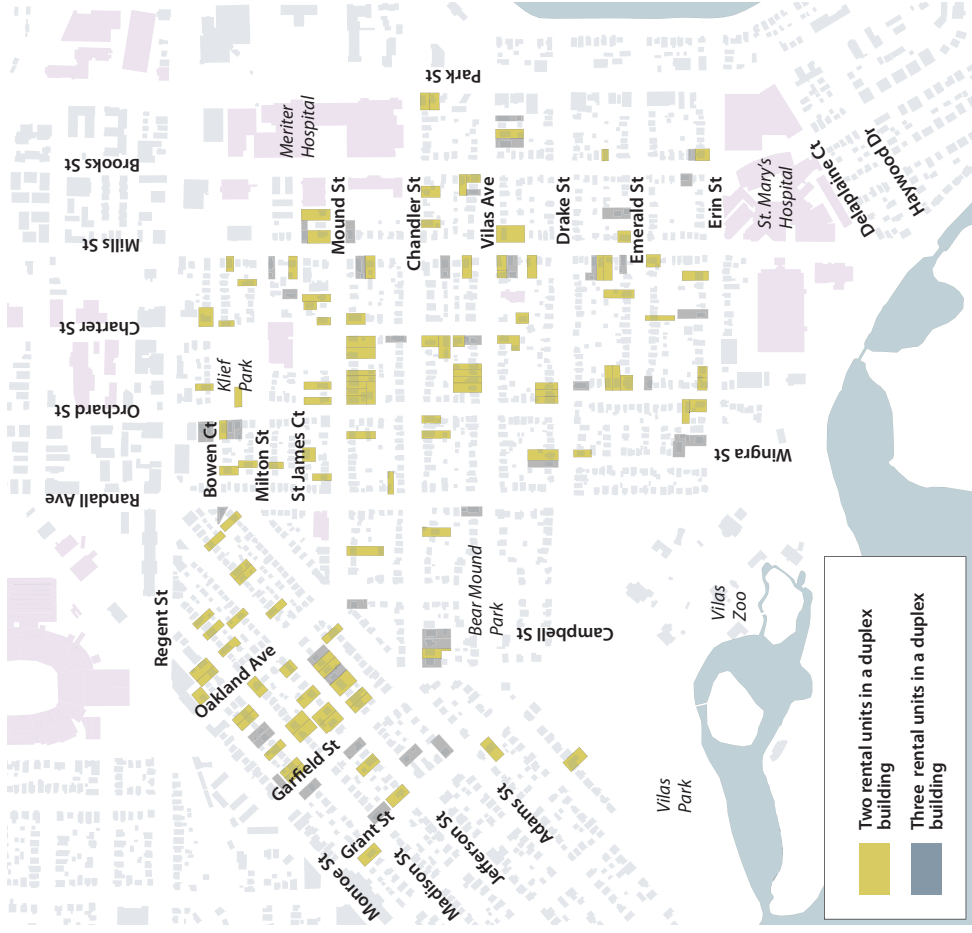 Park St
Brooks St
Meriter
Hospital
Mills St
Mound St
Chandler St
Vilas Ave
Drake St
Emerald St
Erin St
St. Mary's
Hospital
Delaplaine Ct
Haywood Dr
Charter St
Klief
Park
Orchard St
Bowen Ct
Milton St
St James Ct
Wingra St
Randall Ave
Regent St
Oakland Ave
Bear Mound
Park
Campbell St
Vilas
Zoo
Garfield St
Grant St
Monroe St
Madison St
Jefferson St
Adams St
Vilas
Park
Two rental units in a duplex
building
Three rental units in a duplex
building